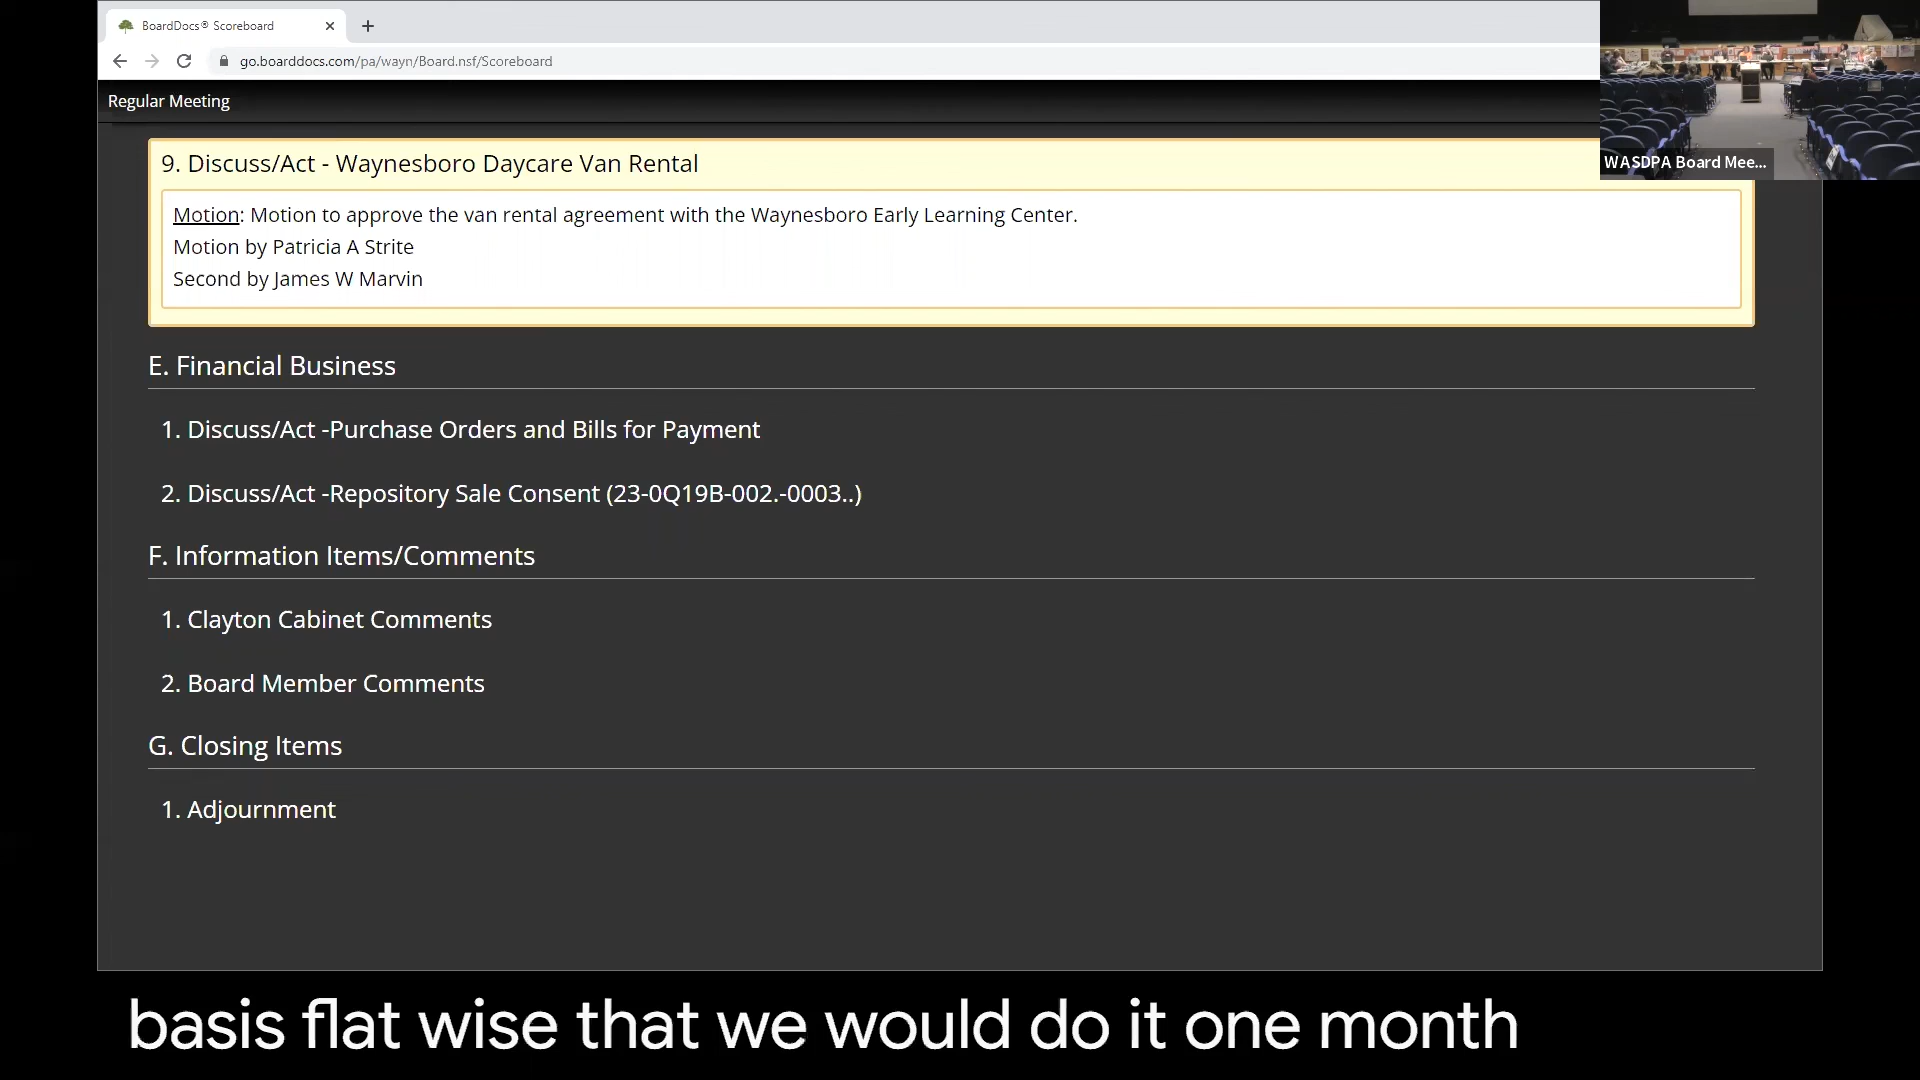 BoardDocs® Scoreboard
go.boarddocs.com/pa/wayn/Board.nsf/Scoreboard
Regular Meeting
WASDPA Board Mee...
9. Discuss/Act - Waynesboro Daycare Van Rental
Motion: Motion to approve the van rental agreement with the Waynesboro Early Learning Center.
Motion by Patricia A Strite
Second by James W Marvin
E. Financial Business
1. Discuss/Act -Purchase Orders and Bills for Payment
2. Discuss/Act -Repository Sale Consent (23-0Q19B-002.-0003..)
F. Information Items/Comments
1. Clayton Cabinet Comments
2. Board Member Comments
G. Closing Items
1. Adjournment
basis flat wise that we would do it one month